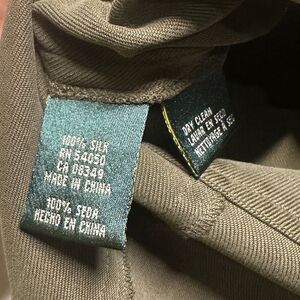 100% SILK
RN 54050
CA 08349
MADE IN CHINA
100% SEDA
HECHO EN CHINA
DRY CLEAN
LAVAR EN SECO
NETTOYAGE A SEC